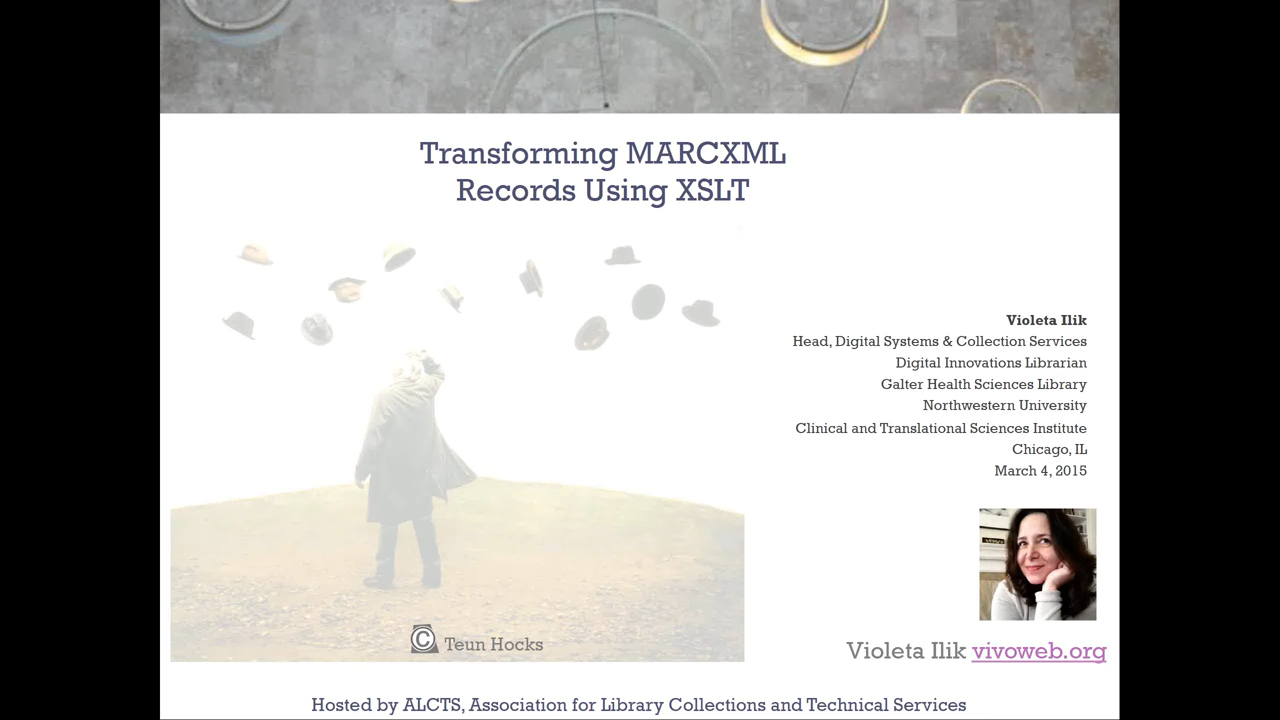 Transforming MARCXML
Records Using XSLT
Violeta Ilik
Head, Digital Systems & Collection Services
Digital Innovations Librarian
Galter Health Sciences Library
Northwestern University
Clinical and Translational Sciences Institute
Chicago, IL
March 4, 2015
© Teun Hocks
Violeta Ilik vivoweb.org
Hosted by ALCTS, Association for Library Collections and Technical Services